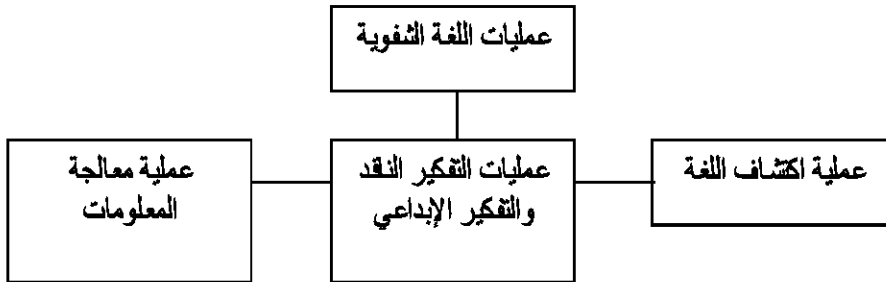 عمليات اللغة الشفوية
عملية اكتشاف اللغة
عمليات التفكير الناقد
والتفكير الإبداعي
عملية معالجة
المعلومات